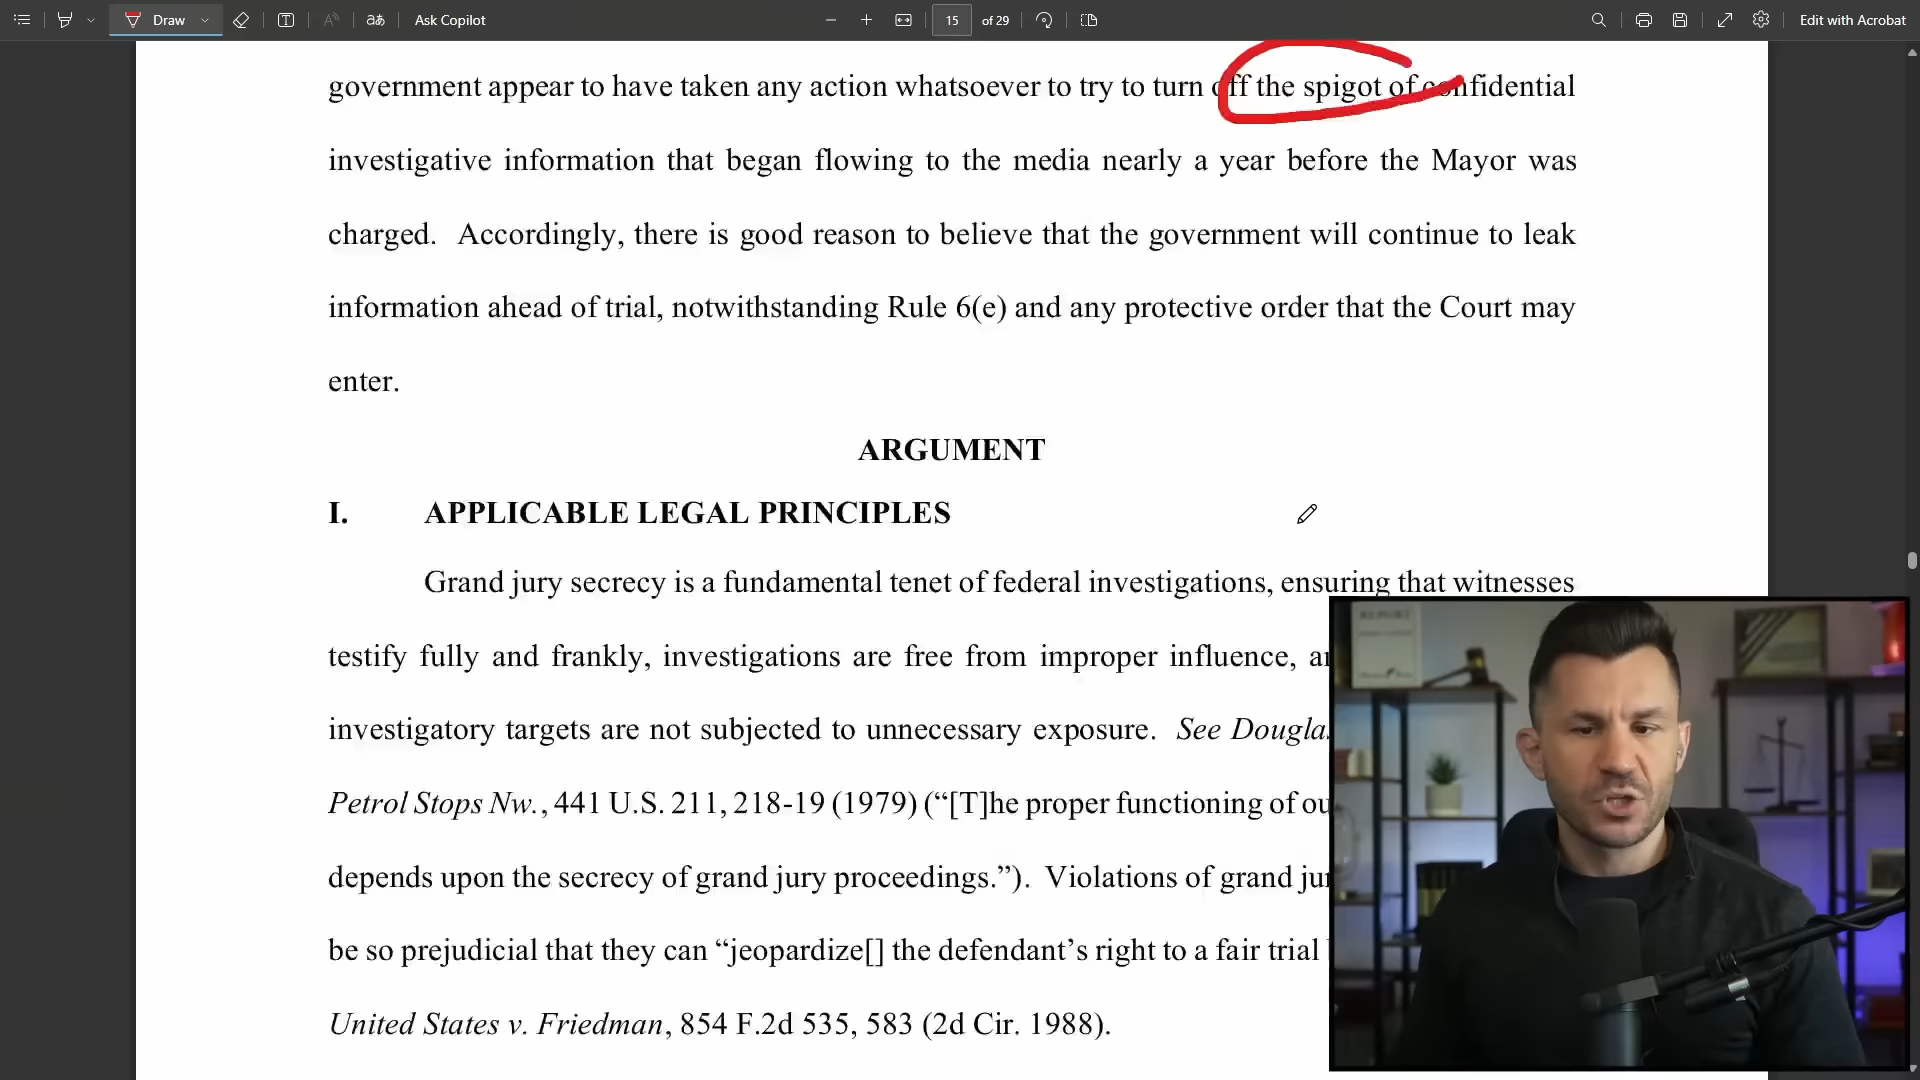 Draw
aあ
Ask Copilot
15 of 29
Edit with Acrobat
government appear to have taken any action whatsoever to try to turn off the spigot of confidential
investigative information that began flowing to the media nearly a year before the Mayor was
charged. Accordingly, there is good reason to believe that the government will continue to leak
information ahead of trial, notwithstanding Rule 6(e) and any protective order that the Court may
enter.
ARGUMENT
I. APPLICABLE LEGAL PRINCIPLES
Grand jury secrecy is a fundamental tenet of federal investigations, ensuring that witnesses
testify fully and frankly, investigations are free from improper influence,
investigatory targets are not subjected to unnecessary exposure. See
Petrol Stops Nw., 441 U.S. 211, 218-19 (1979) (“[T]he proper functioning of
depends upon the secrecy of grand jury proceedings.”). Violations of grand
be so prejudicial that they can “jeopardize[] the defendant’s right to a fair trial
United States v. Friedman, 854 F.2d 535, 583 (2d Cir. 1988).
REPORT